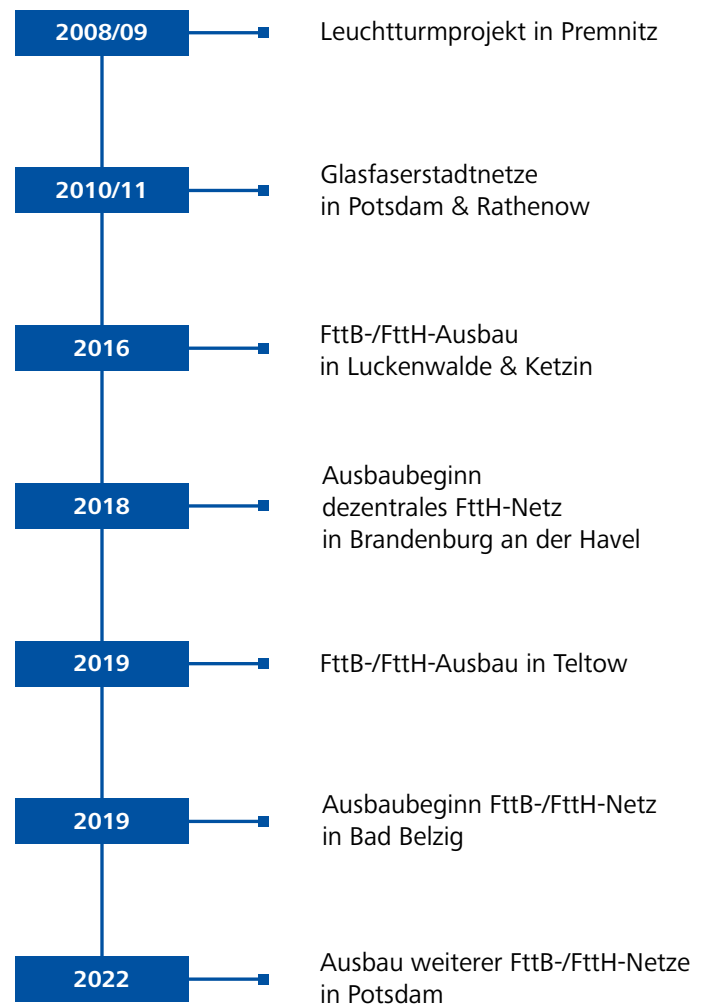 2008/09
Leuchtturmprojekt in Premnitz
2010/11
Glasfaserstadtnetze
in Potsdam & Rathenow
2016
FttB-/FttH-Ausbau
in Luckenwalde & Ketzin
2018
Ausbaubeginn
dezentrales FttH-Netz
in Brandenburg an der Havel
2019
FttB-/FttH-Ausbau in Teltow
2019
Ausbaubeginn FttB-/FttH-Netz
in Bad Belzig
2022
Ausbau weiterer FttB-/FttH-Netze
in Potsdam